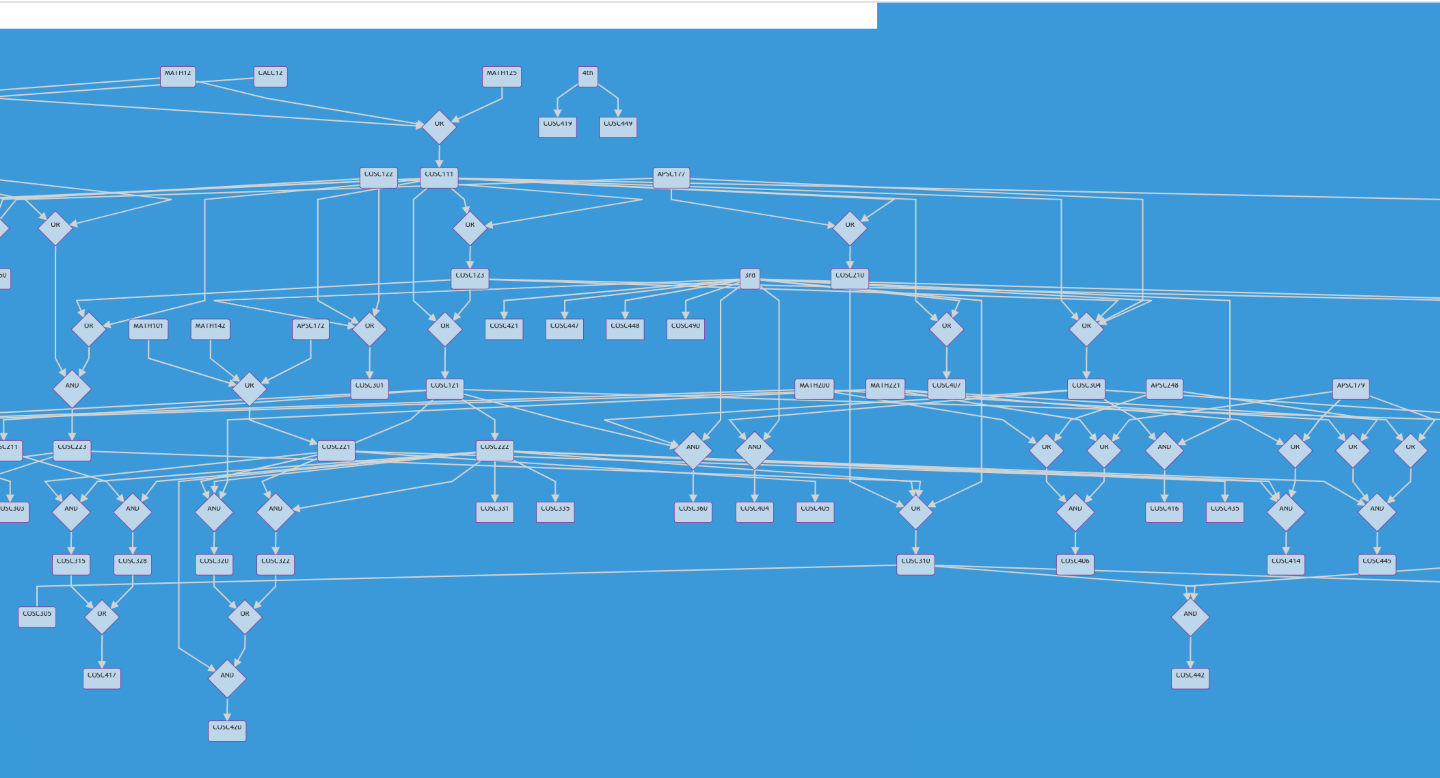 MATH12 CALC12 MATH125 4th
OR COSC419 COSC449
COSC122 COSC111 APSC177
OR OR OR
COSC123 3rd COSC210
OR MATH101 MATH142 APSC172 OR OR COSC421 COSC447 COSC448 COSC490 OR OR
AND OR COSC301 COSC121 MATH200 MATH221 COSC407 COSC304 APSC248 APSC179
COSC223 COSC221 COSC222 AND AND OR OR AND OR OR OR
AND AND AND AND COSC331 COSC335 COSC360 COSC404 COSC405 OR AND COSC416 COSC435 AND AND
COSC315 COSC328 COSC320 COSC322 COSC310 COSC406 COSC414 COSC445
COSC305 OR OR AND
COSC417 AND COSC442
COSC420